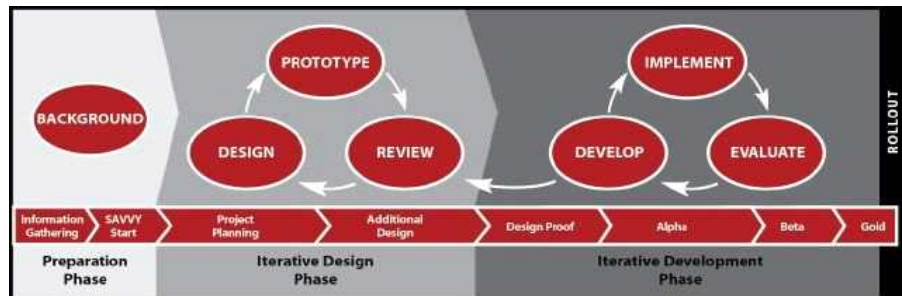 BACKGROUND
PROTOTYPE
DESIGN
REVIEW
IMPLEMENT
DEVELOP
EVALUATE
ROLLOUT
Information
Gathering
SAVVY
Start
Project
Planning
Additional
Design
Design Proof
Alpha
Beta
Gold
Preparation
Phase
Iterative Design
Phase
Iterative Development
Phase